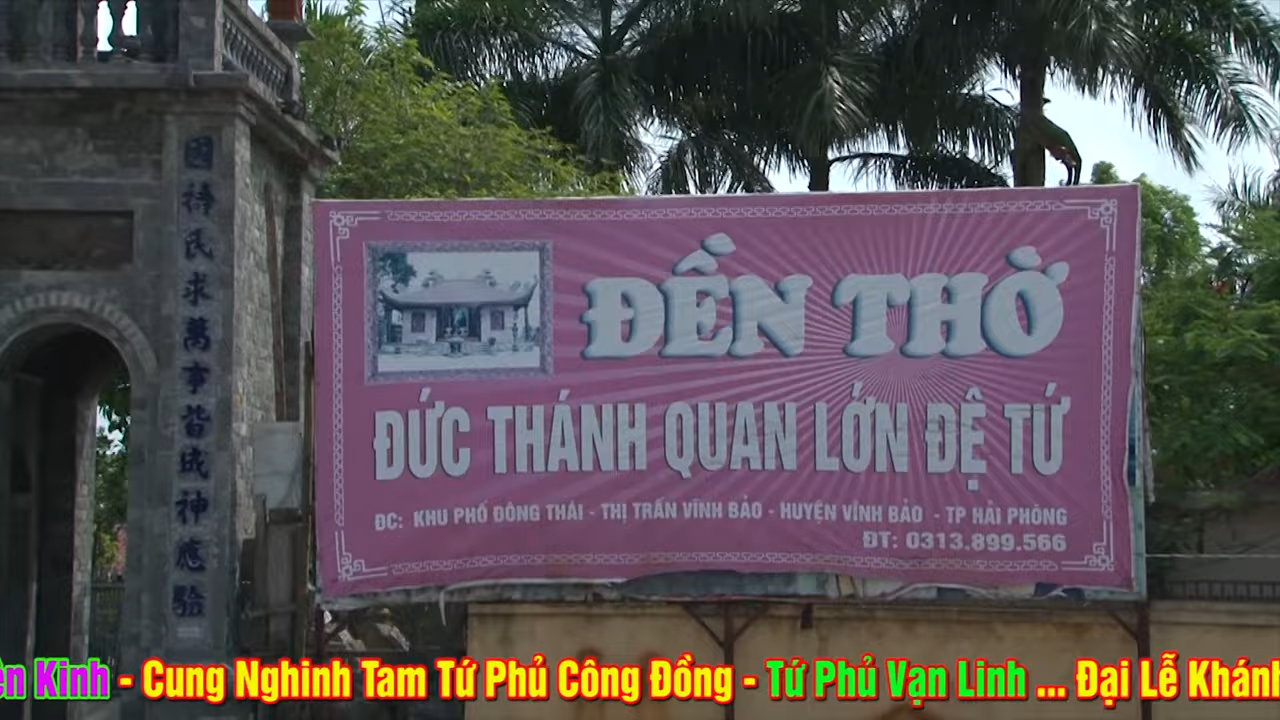 國
禱
民
求
萬
事
皆
成
神
應
驗
ĐỀN THỜ
ĐỨC THÁNH QUAN LỚN ĐỆ TỨ
ĐC: KHU PHỐ ĐÔNG THÁI - THỊ TRẤN VĨNH BẢO - HUYỆN VĨNH BẢO - TP HẢI PHÒNG
ĐT: 0313.899.566
Kinh - Cung Nghinh Tam Tứ Phủ Công Đồng - Tứ Phủ Vạn Linh ... Đại Lễ Khánh